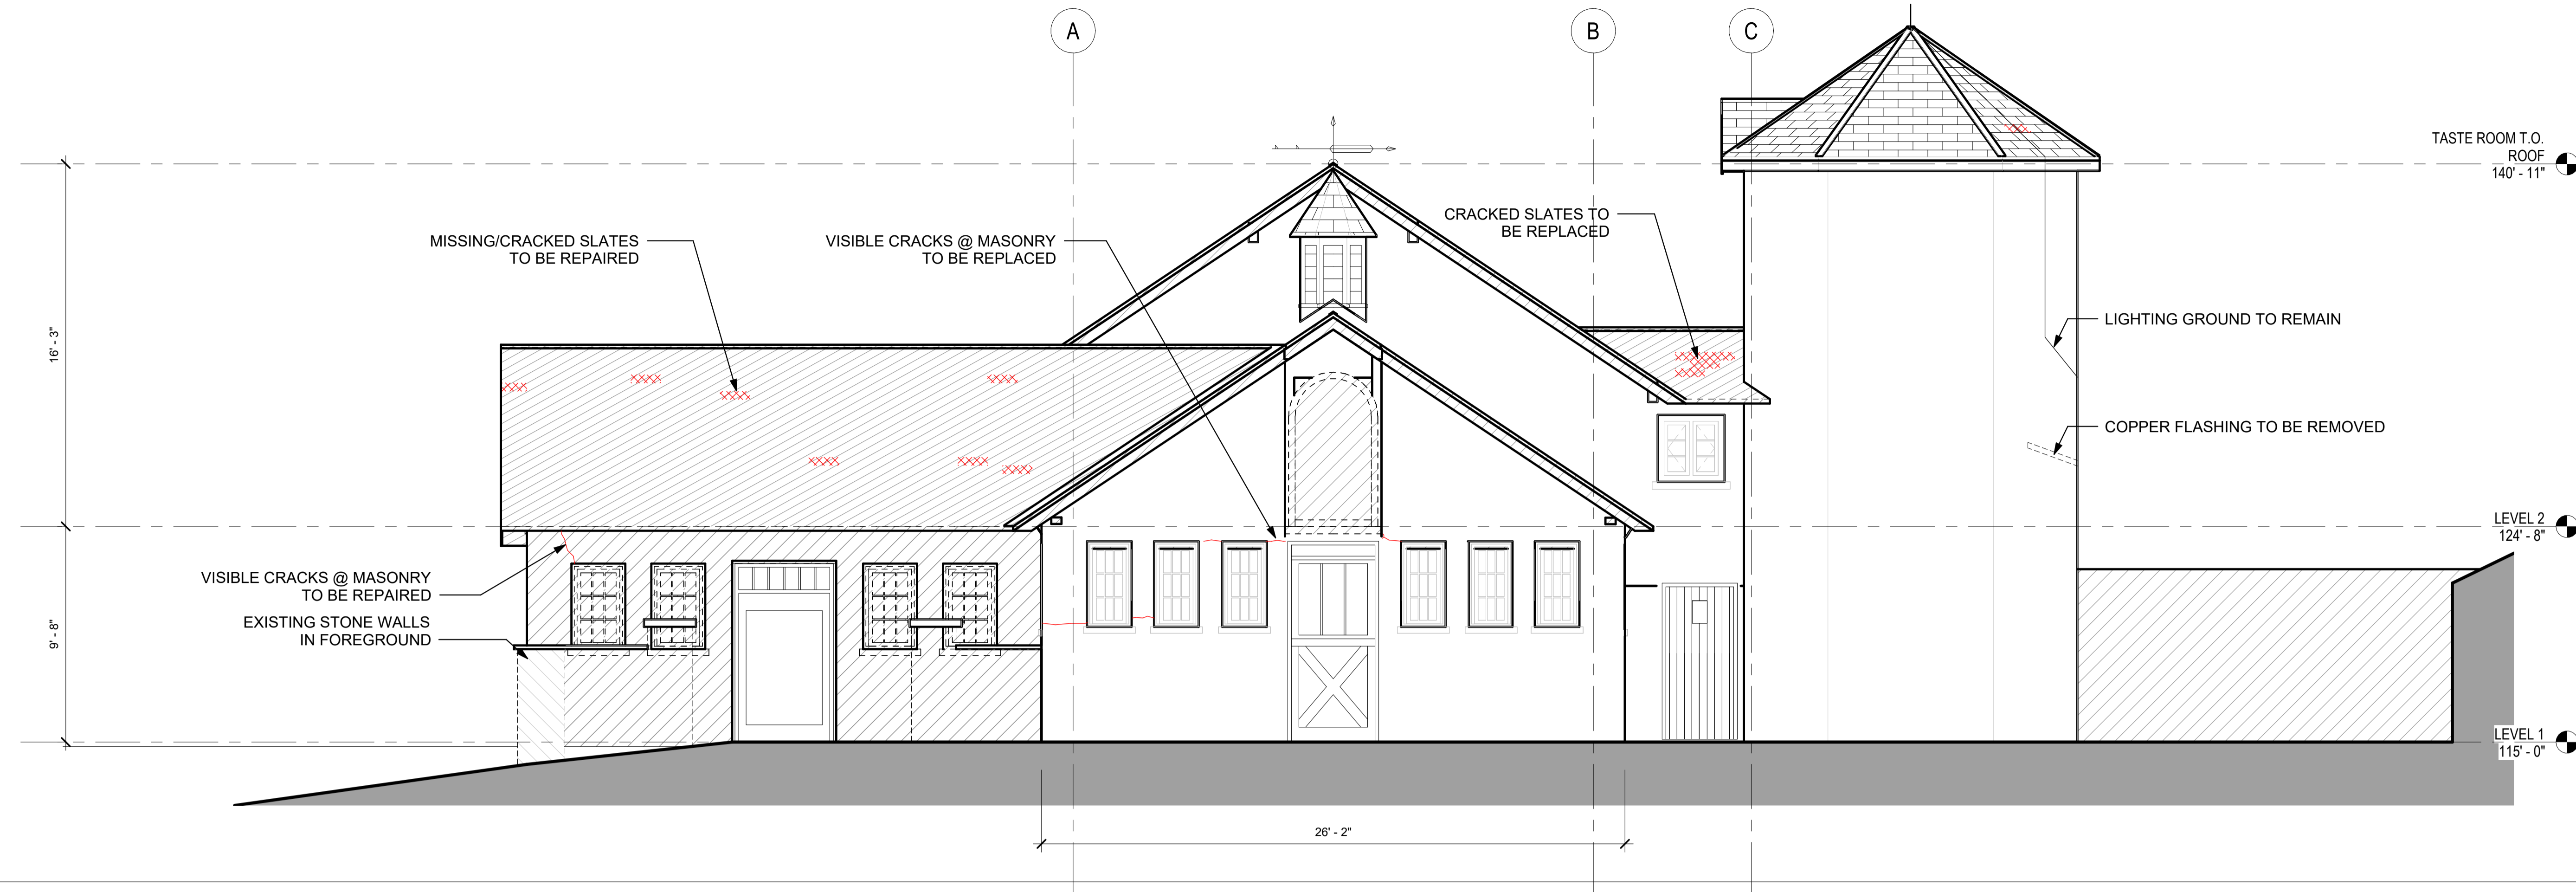 A
B
C
TASTE ROOM T.O.
ROOF
140' - 11"
MISSING/CRACKED SLATES
TO BE REPAIRED
VISIBLE CRACKS @ MASONRY
TO BE REPLACED
CRACKED SLATES TO
BE REPLACED
LIGHTING GROUND TO REMAIN
16' - 3"
COPPER FLASHING TO BE REMOVED
LEVEL 2
124' - 8"
VISIBLE CRACKS @ MASONRY
TO BE REPAIRED
EXISTING STONE WALLS
IN FOREGROUND
9' - 8"
LEVEL 1
115' - 0"
26' - 2"